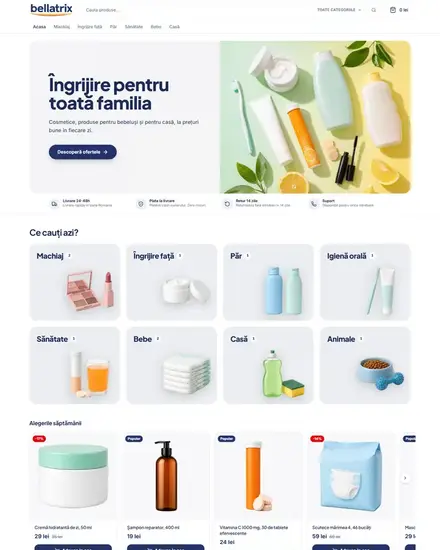 bellatrix
Cauta produse...
TOATE CATEGORIILE
0 lei
Acasa
Machiaj
Îngrijire față
Păr
Sănătate
Bebe
Casă
Îngrijire pentru
toată familia
Cosmetice, produse pentru bebeluși și pentru casă, la prețuri
bune în fiecare zi.
Descoperă ofertele →
Livrare 24-48h
Plata la livrare
Retur 14 zile
Suport
Ce cauți azi?
Machiaj
Îngrijire față
Păr
Igienă orală
Sănătate
Bebe
Casă
Animale
Alegerile săptămânii
Popular
Popular
Cremă hidratantă de zi, 50 ml
29 lei
Șampon reparator, 400 ml
19 lei
Vitamina C 1000 mg, 20 de tablete
efervescente
24 lei
Scutece mărimea 4, 46 bucăți
59 lei